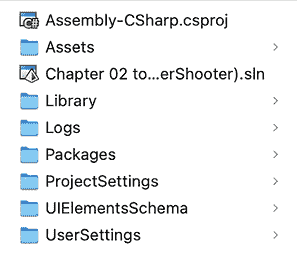 Assembly-CSharp.csproj
Assets
Chapter 02 to...erShooter).sln
Library
Logs
Packages
ProjectSettings
UIElementsSchema
UserSettings